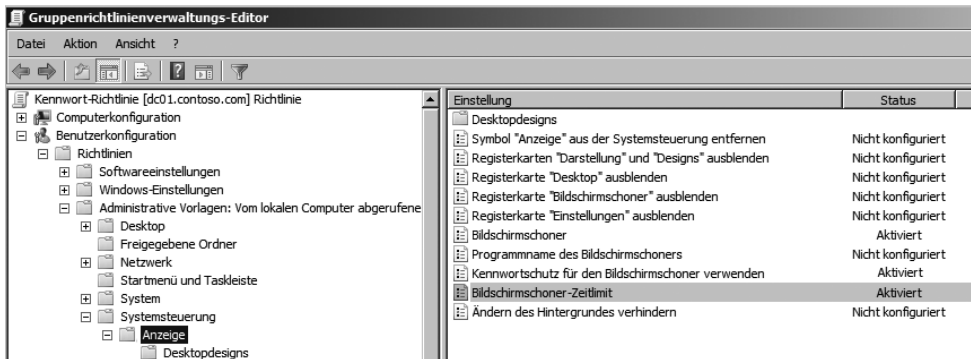 Gruppenrichtlinienverwaltungs-Editor
Datei Aktion Ansicht ?
Kennwort-Richtlinie [dc01.contoso.com] Richtlinie
Computerkonfiguration
Benutzerkonfiguration
Richtlinien
Softwareeinstellungen
Windows-Einstellungen
Administrative Vorlagen: Vom lokalen Computer abgerufene
Desktop
Freigegebene Ordner
Netzwerk
Startmenü und Taskleiste
System
Systemsteuerung
Anzeige
Desktopdesigns
Einstellung Status
Desktopdesigns
Symbol "Anzeige" aus der Systemsteuerung entfernen Nicht konfiguriert
Registerkarten "Darstellung" und "Designs" ausblenden Nicht konfiguriert
Registerkarte "Desktop" ausblenden Nicht konfiguriert
Registerkarte "Bildschirmschoner" ausblenden Nicht konfiguriert
Registerkarte "Einstellungen" ausblenden Nicht konfiguriert
Bildschirmschoner Aktiviert
Programmname des Bildschirmschoners Nicht konfiguriert
Kennwortschutz für den Bildschirmschoner verwenden Aktiviert
Bildschirmschoner-Zeitlimit Aktiviert
Ändern des Hintergrundes verhindern Nicht konfiguriert